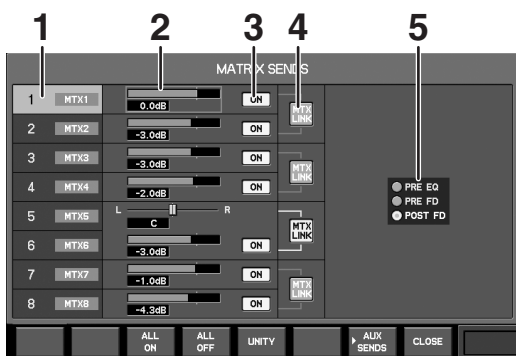 1 2 3 4 5
MATRIX SENDS
1 MTX1 0.0dB ON
MTX LINK
2 MTX2 -3.0dB ON
3 MTX3 -3.0dB ON
MTX LINK
4 MTX4 -2.0dB ON
5 MTX5 L R C
MTX LINK
6 MTX6 -3.0dB ON
7 MTX7 -1.0dB ON
MTX LINK
8 MTX8 -4.3dB ON
PRE EQ
PRE FD
POST FD
ALL ON
ALL OFF
UNITY
AUX SENDS
CLOSE